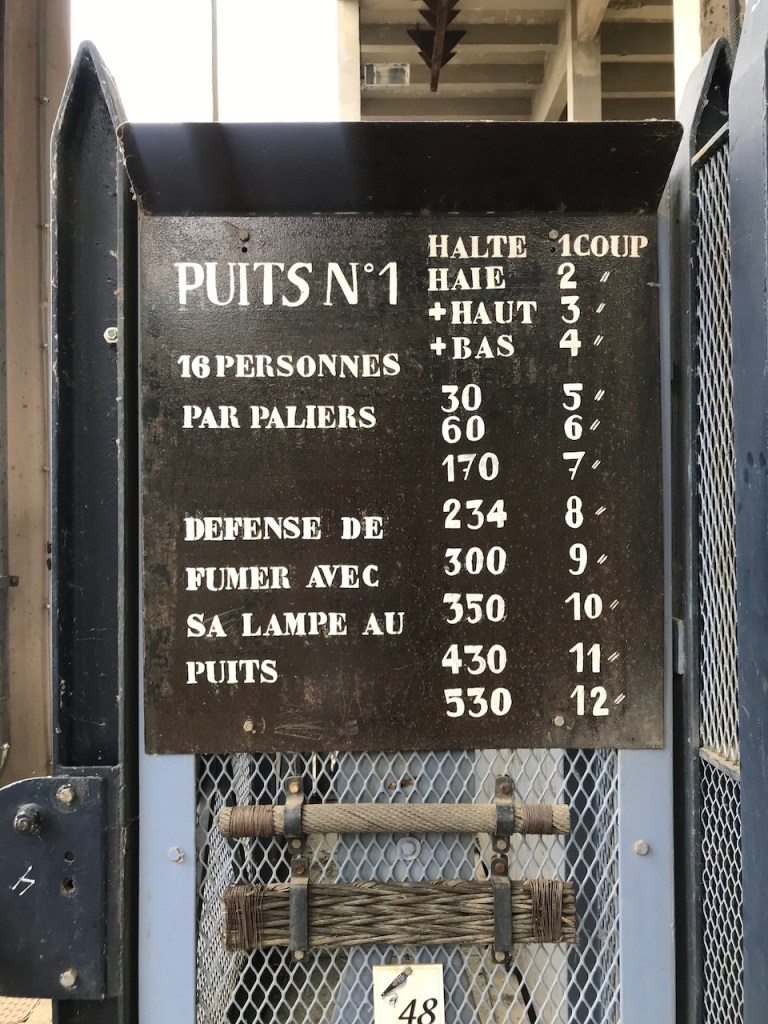 PUITS N°1
16 PERSONNES
PAR PALIERS
DEFENSE DE
FUMER AVEC
SA LAMPE AU
PUITS
HALTE 1COUP
HAIE 2 〃
+HAUT 3 〃
+BAS 4 〃
30 5 〃
60 6 〃
170 7 〃
234 8 〃
300 9 〃
350 10 〃
430 11 〃
530 12 〃
48